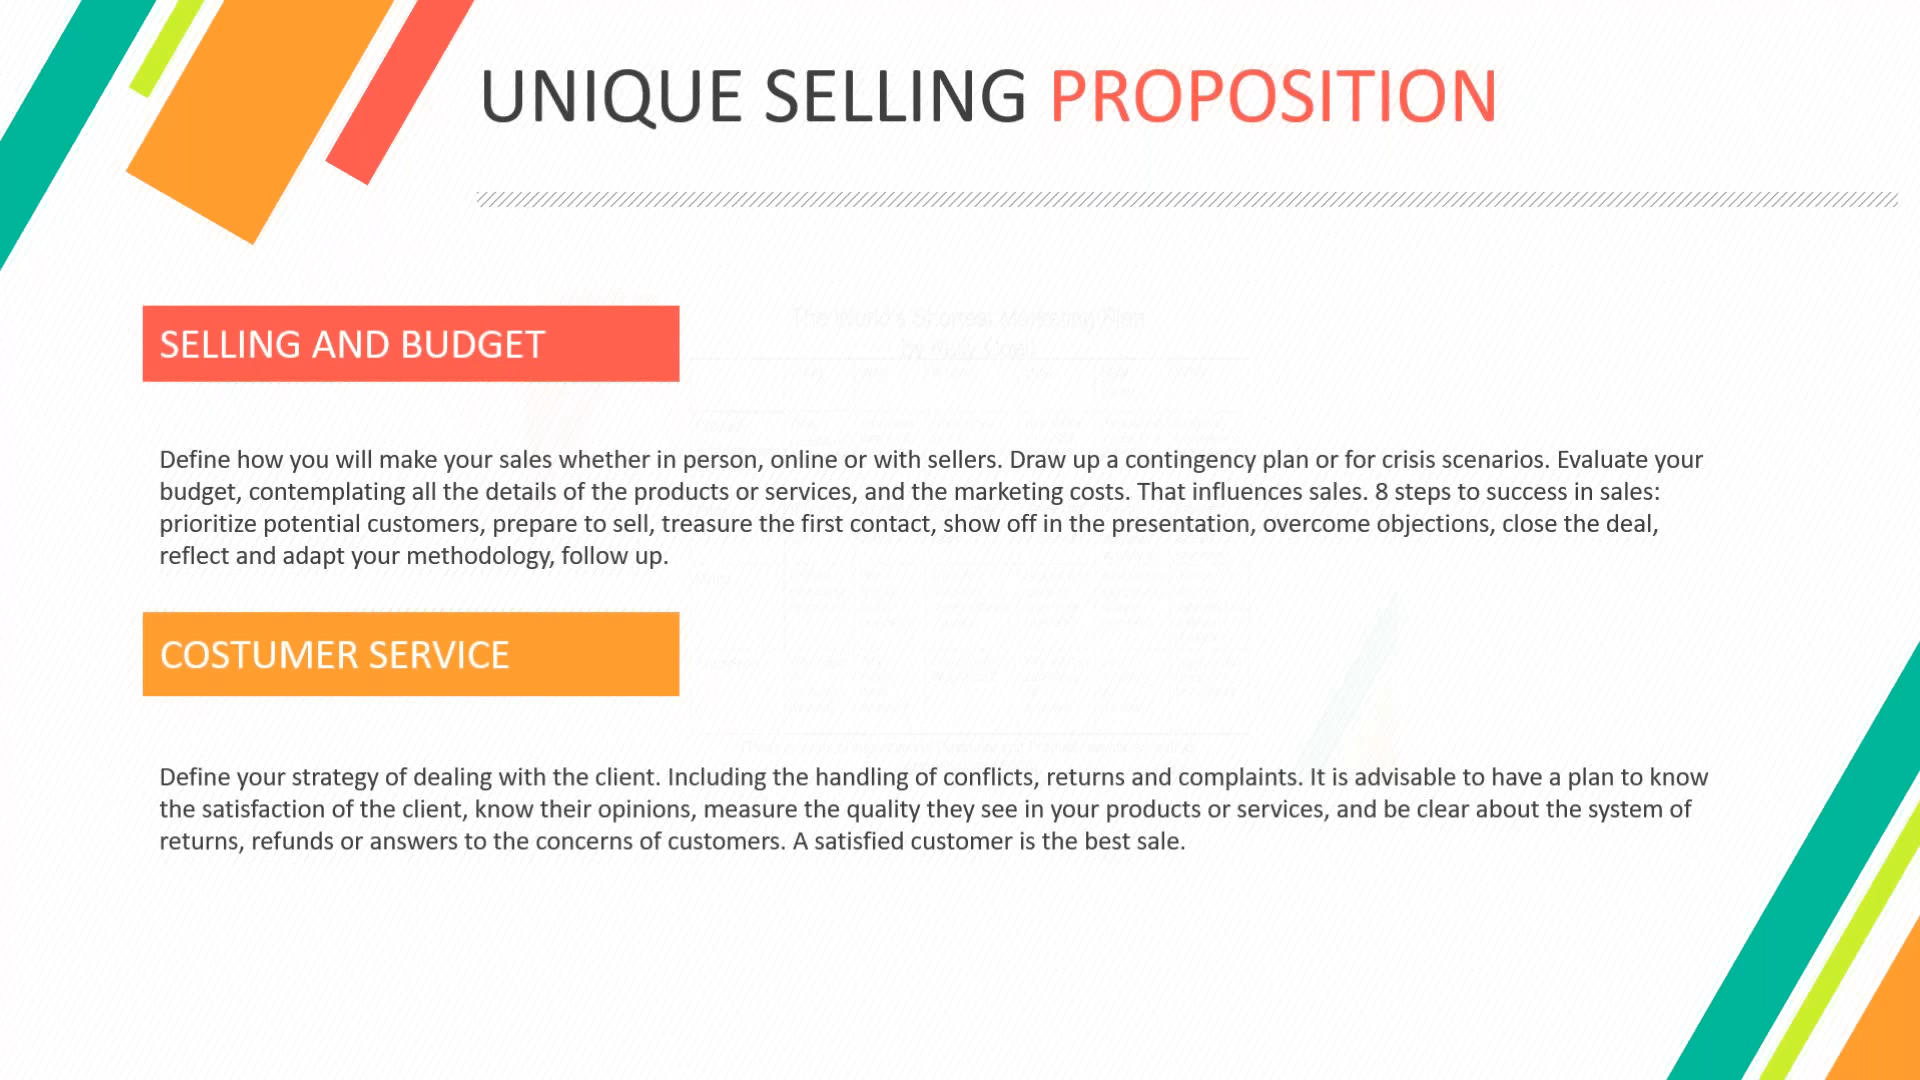 UNIQUE SELLING PROPOSITION
SELLING AND BUDGET
The World's Shortest Marketing Plan
Define how you will make your sales whether in person, online or with sellers. Draw up a contingency plan or for crisis scenarios. Evaluate your
budget, contemplating all the details of the products or services, and the marketing costs. That influences sales. 8 steps to success in sales:
prioritize potential customers, prepare to sell, treasure the first contact, show off in the presentation, overcome objections, close the deal,
reflect and adapt your methodology, follow up.
COSTUMER SERVICE
Define your strategy of dealing with the client. Including the handling of conflicts, returns and complaints. It is advisable to have a plan to know
the satisfaction of the client, know their opinions, measure the quality they see in your products or services, and be clear about the system of
returns, refunds or answers to the concerns of customers. A satisfied customer is the best sale.